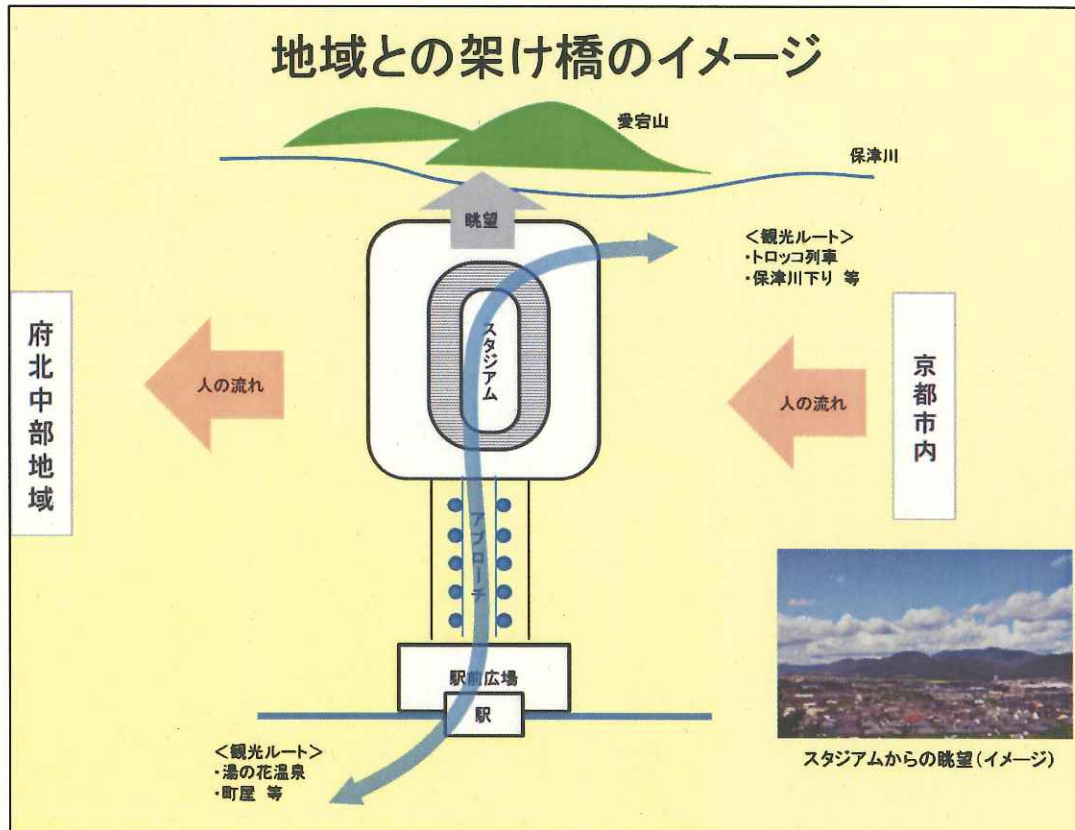 地域との架け橋のイメージ
愛宕山
保津川
眺望
＜観光ルート＞
・トロッコ列車
・保津川下り 等
スタジアム
府北中部地域
人の流れ
人の流れ
京都市内
アプローチ
駅前広場
駅
＜観光ルート＞
・湯の花温泉
・町屋 等
スタジアムからの眺望(イメージ)